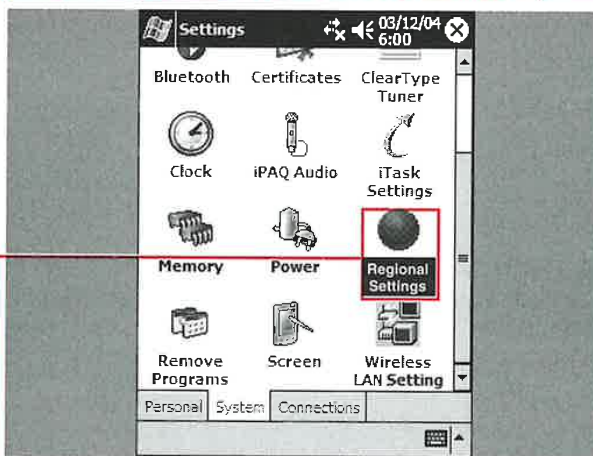 Settings
03/12/04
6:00
Bluetooth Certificates ClearType
Tuner
Clock iPAQ Audio iTask
Settings
Memory Power Regional
Settings
Remove
Programs
Screen Wireless
LAN Setting
Personal System Connections